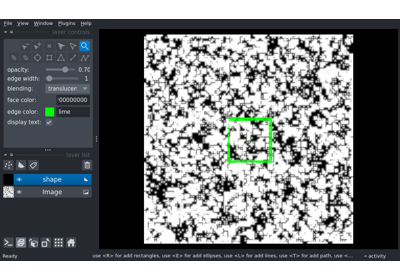 File View Window Plugins Help
layer controls
opacity: 0.70
edge width: 1
blending: translucen
face color: 00000000
edge color: lime
display text:
layer list
shape
Image
Ready
use <R> for add rectangles, use <E> for add ellipses, use <L> for add lines, use <T> for add path, use <...
activity